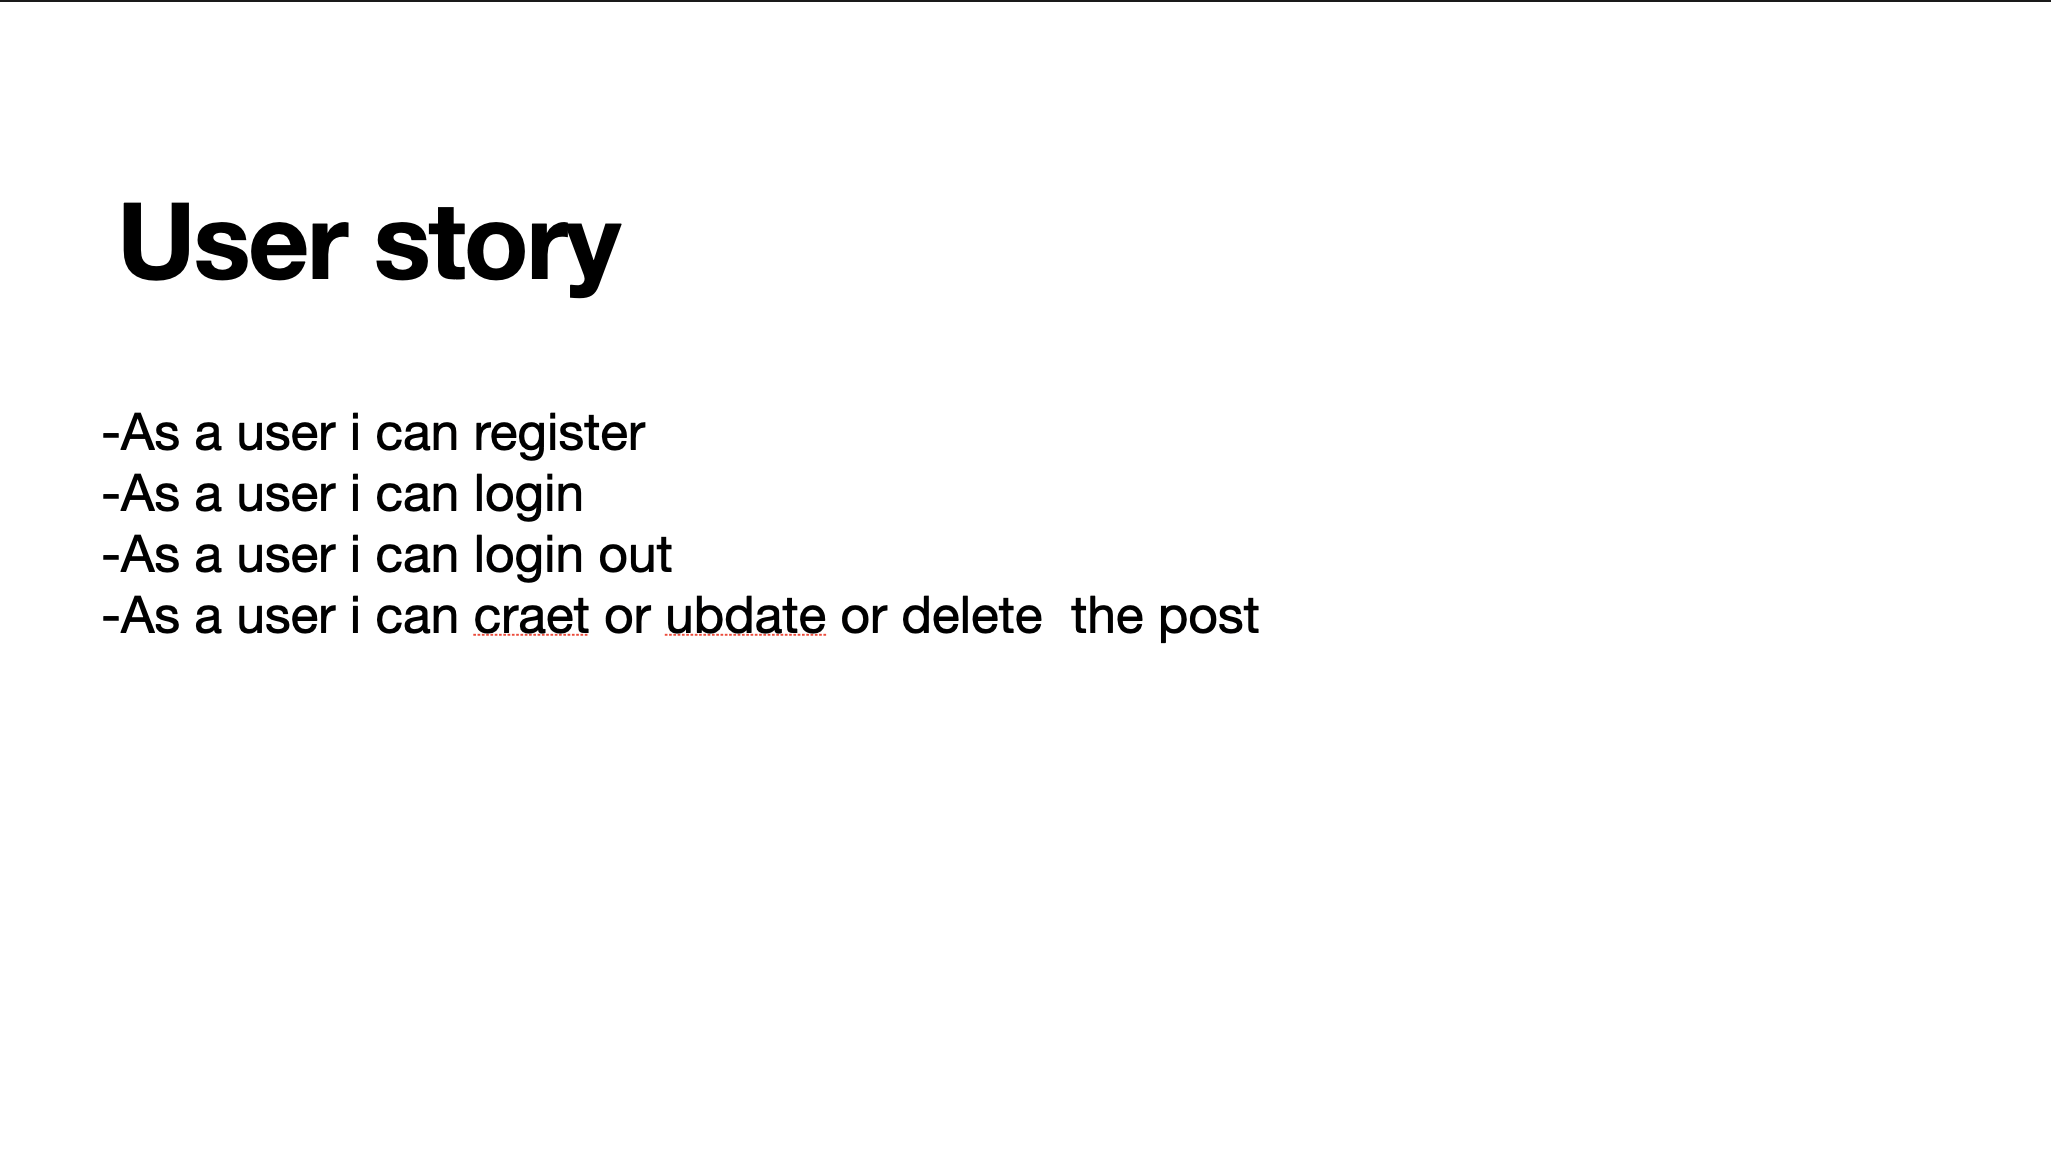 User story
-As a user i can register
-As a user i can login
-As a user i can login out
-As a user i can craet or ubdate or delete  the post